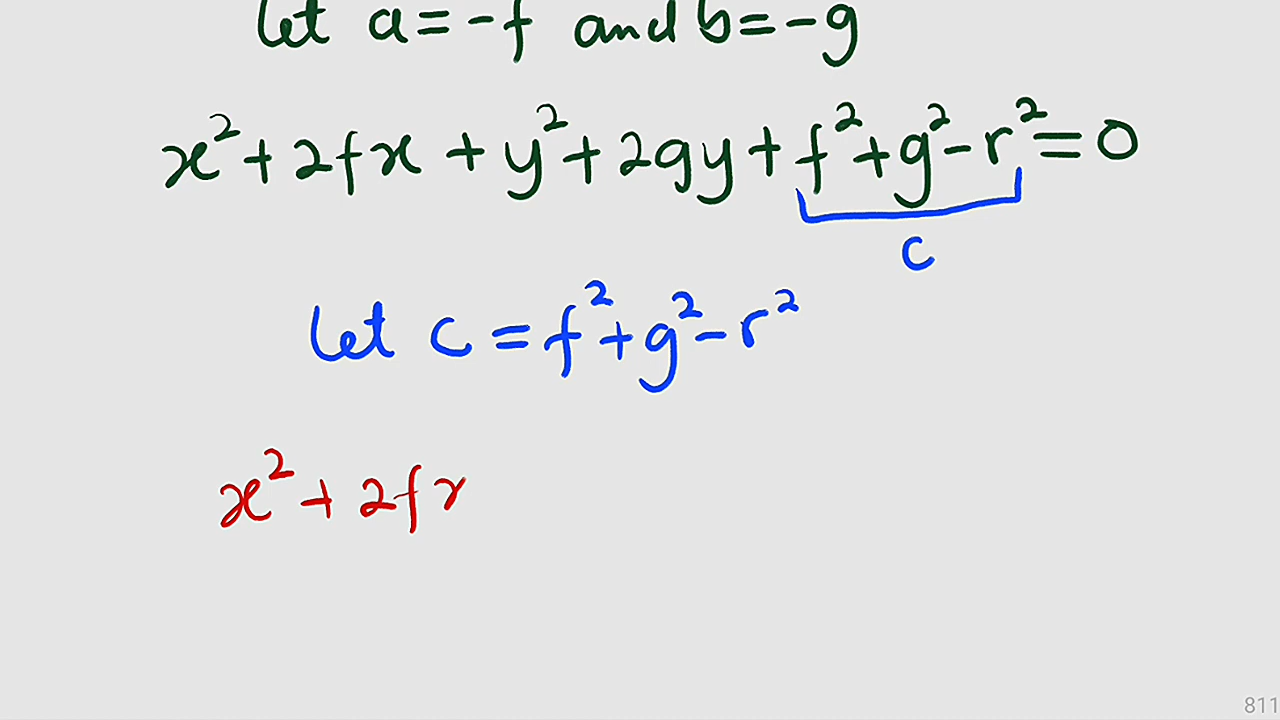 let a=-f and b=-g
x²+2fx+y²+2gy+f²+g²-r²=0
c
let c=f²+g²-r²
x²+2fx
811